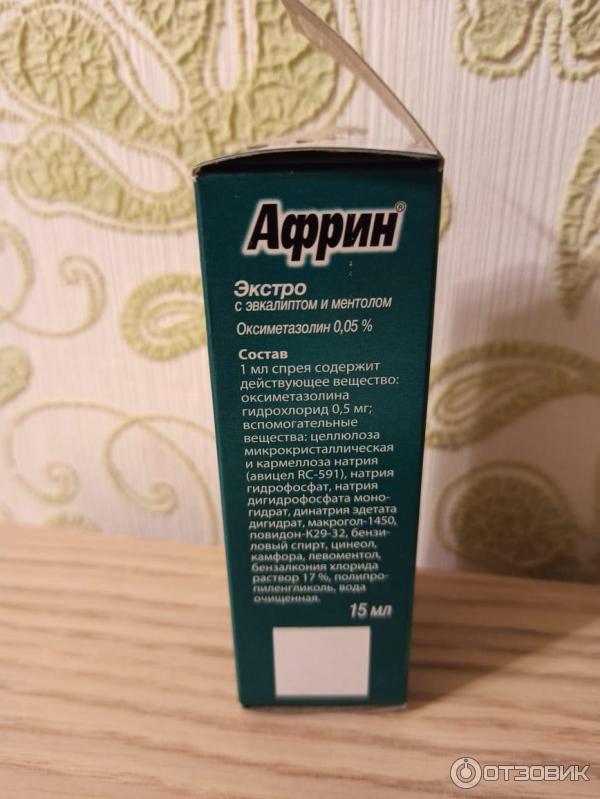 Африн®
Экстро
с эвкалиптом и ментолом
Оксиметазолин 0,05 %
Состав
1 мл спрея содержит
действующее вещество:
оксиметазолина
гидрохлорид 0,5 мг;
вспомогательные
вещества: целлюлоза
микрокристаллическая
и кармеллоза натрия
(авицел RC-591), натрия
гидрофосфат, натрия
дигидрофосфата моно-
гидрат, динатрия эдетата
дигидрат, макрогол-1450,
повидон-К29-32, бензи-
ловый спирт, цинеол,
камфора, левоментол,
бензалкония хлорида
раствор 17 %, полипро-
пиленгликоль, вода
очищенная.
15 мл
ОТЗОВИК